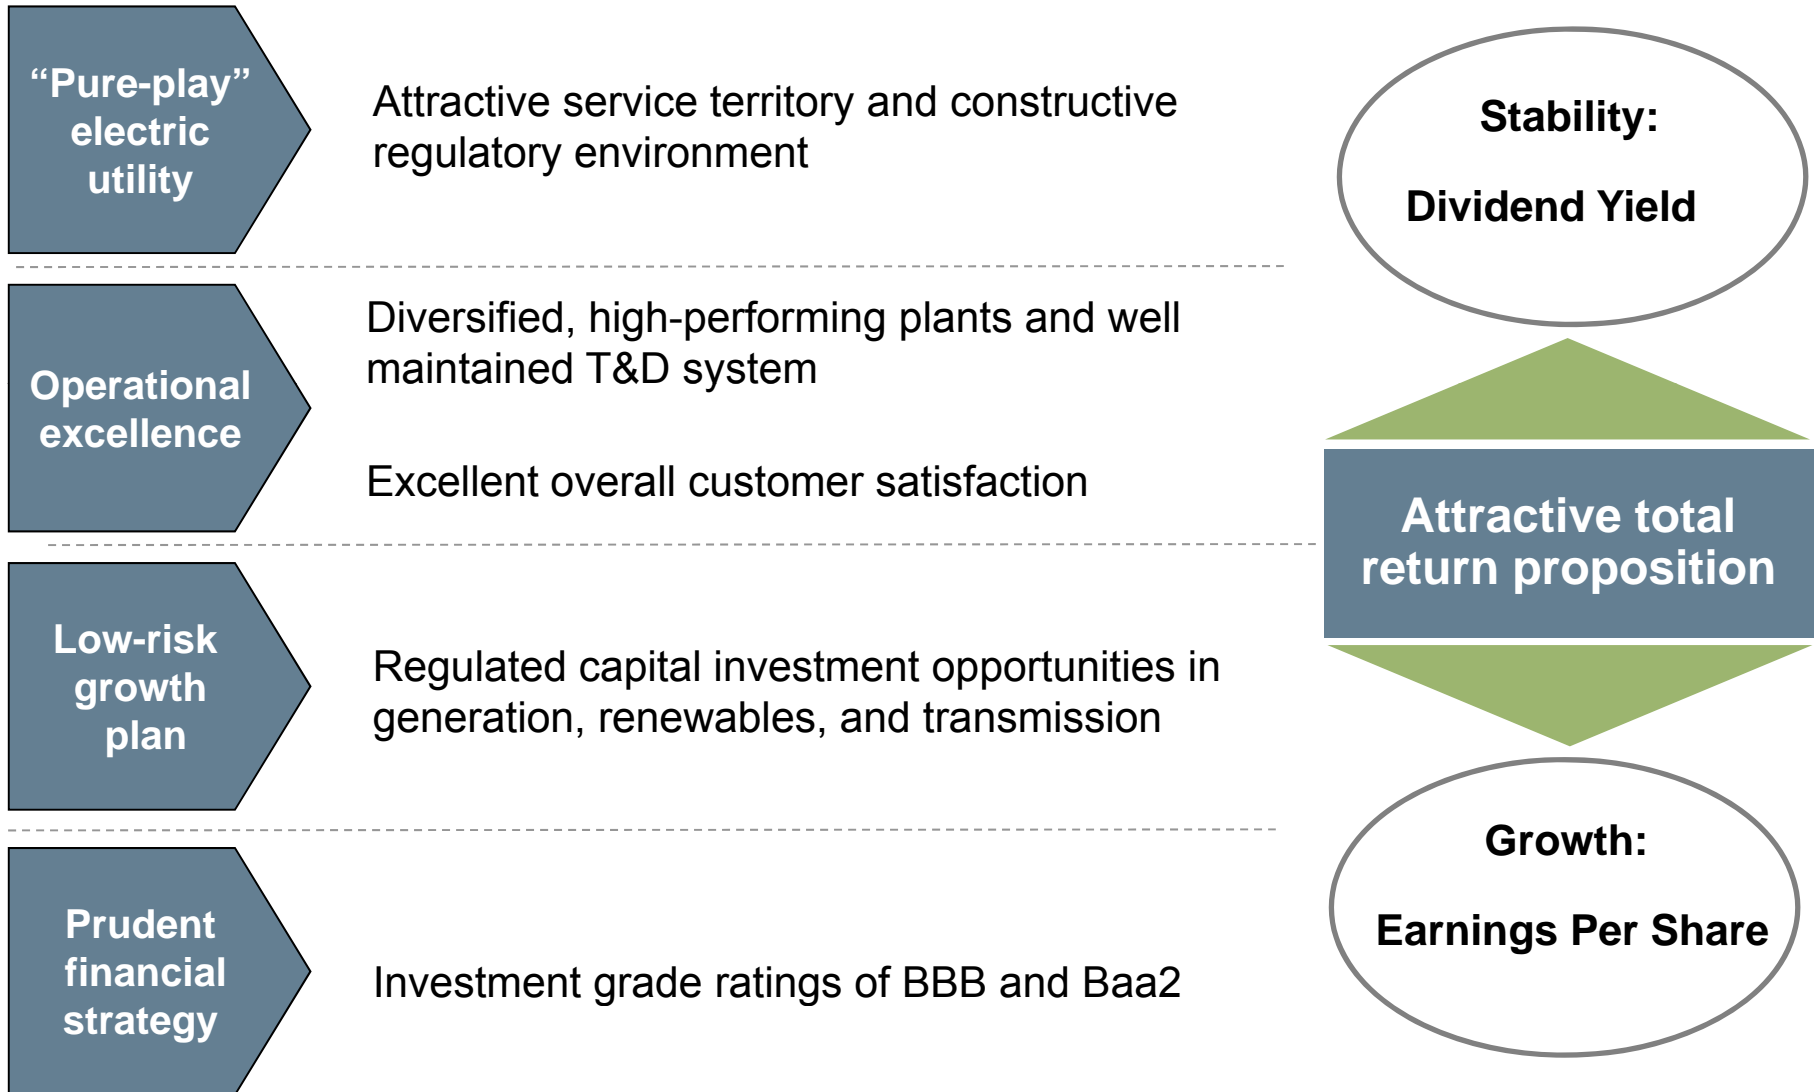 “Pure-play”
electric
utility
Attractive service territory and constructive
regulatory environment
Operational
excellence
Diversified, high-performing plants and well
maintained T&D system
Excellent overall customer satisfaction
Low-risk
growth
plan
Regulated capital investment opportunities in
generation, renewables, and transmission
Prudent
financial
strategy
Investment grade ratings of BBB and Baa2
Stability:
Dividend Yield
Attractive total
return proposition
Growth:
Earnings Per Share